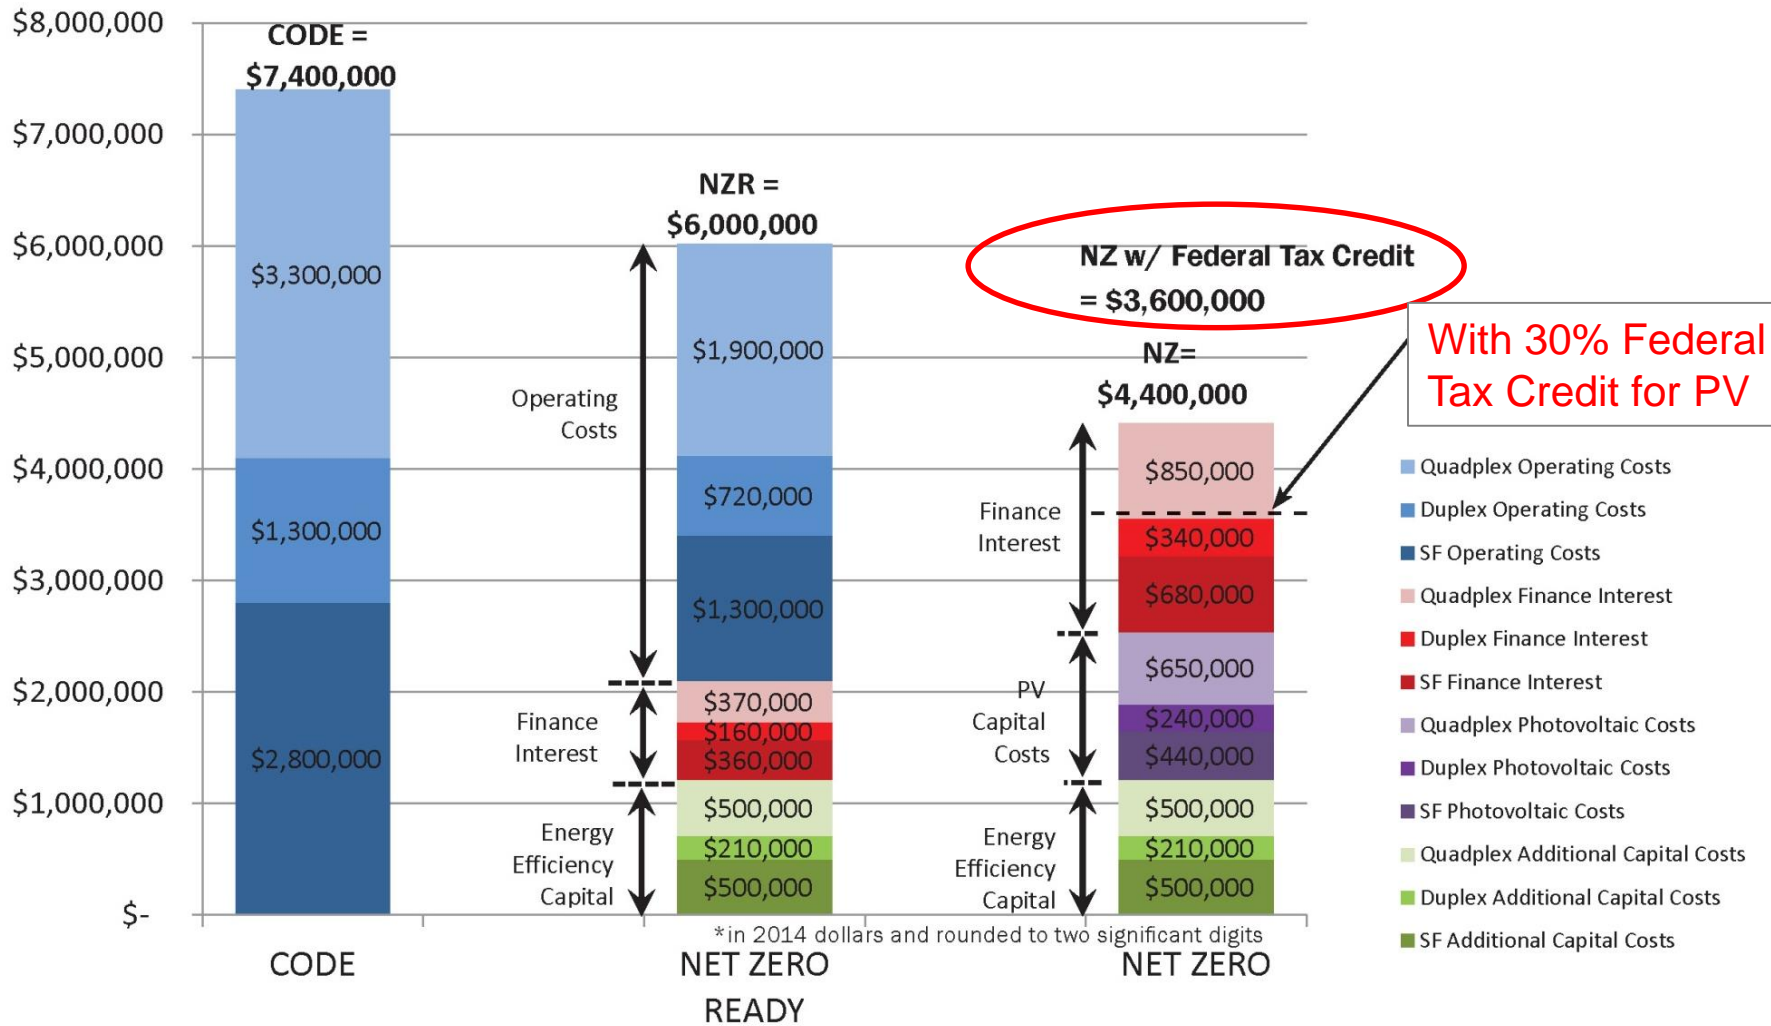 $8,000,000
$7,000,000
$6,000,000
$5,000,000
$4,000,000
$3,000,000
$2,000,000
$1,000,000
$-
CODE =
$7,400,000
$3,300,000
$1,300,000
$2,800,000
CODE
NZR =
$6,000,000
Operating
Costs
Finance
Interest
Energy
Efficiency
Capital
$1,900,000
$720,000
$1,300,000
$370,000
$160,000
$360,000
$500,000
$210,000
$500,000
NET ZERO
READY
NZ w/ Federal Tax Credit
= $3,600,000
NZ=
$4,400,000
Finance
Interest
PV
Capital
Costs
Energy
Efficiency
Capital
$850,000
$340,000
$680,000
$650,000
$240,000
$440,000
$500,000
$210,000
$500,000
NET ZERO
*in 2014 dollars and rounded to two significant digits
With 30% Federal
Tax Credit for PV
Quadplex Operating Costs
Duplex Operating Costs
SF Operating Costs
Quadplex Finance Interest
Duplex Finance Interest
SF Finance Interest
Quadplex Photovoltaic Costs
Duplex Photovoltaic Costs
SF Photovoltaic Costs
Quadplex Additional Capital Costs
Duplex Additional Capital Costs
SF Additional Capital Costs